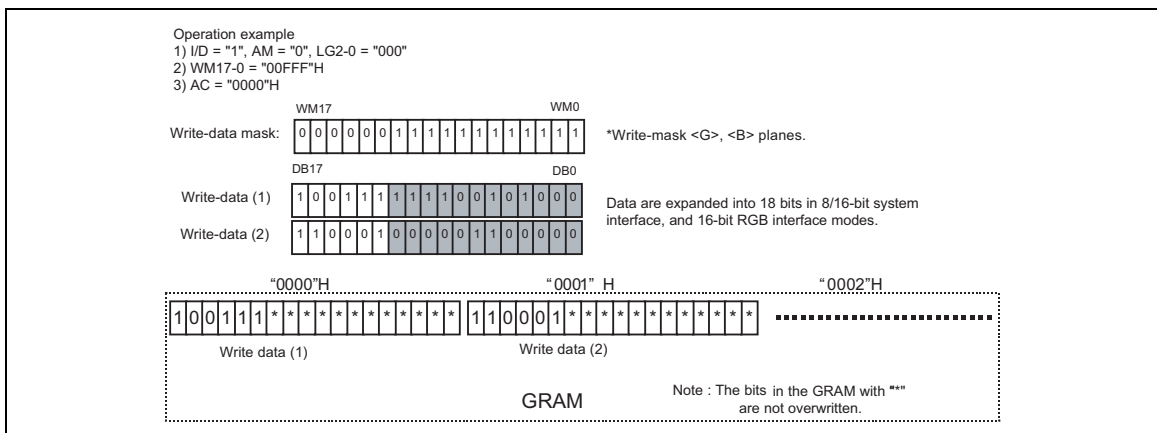 Operation example
1) I/D = "1", AM = "0", LG2-0 = "000"
2) WM17-0 = "00FFF"H
3) AC = "0000"H
WM17 WM0
Write-data mask: 0 0 0 0 0 0 1 1 1 1 1 1 1 1 1 1 1 1 *Write-mask <G>, <B> planes.
DB17 DB0
Write-data (1) 1 0 0 1 1 1 1 1 1 1 0 0 1 0 1 0 0 0
Data are expanded into 18 bits in 8/16-bit system
interface, and 16-bit RGB interface modes.
Write-data (2) 1 1 0 0 0 1 0 0 0 0 0 1 1 0 0 0 0 0
“0000”H “0001” H “0002”H
1 0 0 1 1 1 * * * * * * * * * * * * 1 1 0 0 0 1 * * * * * * * * * * * *
Write data (1) Write data (2)
GRAM
Note : The bits in the GRAM with "*"
are not overwritten.